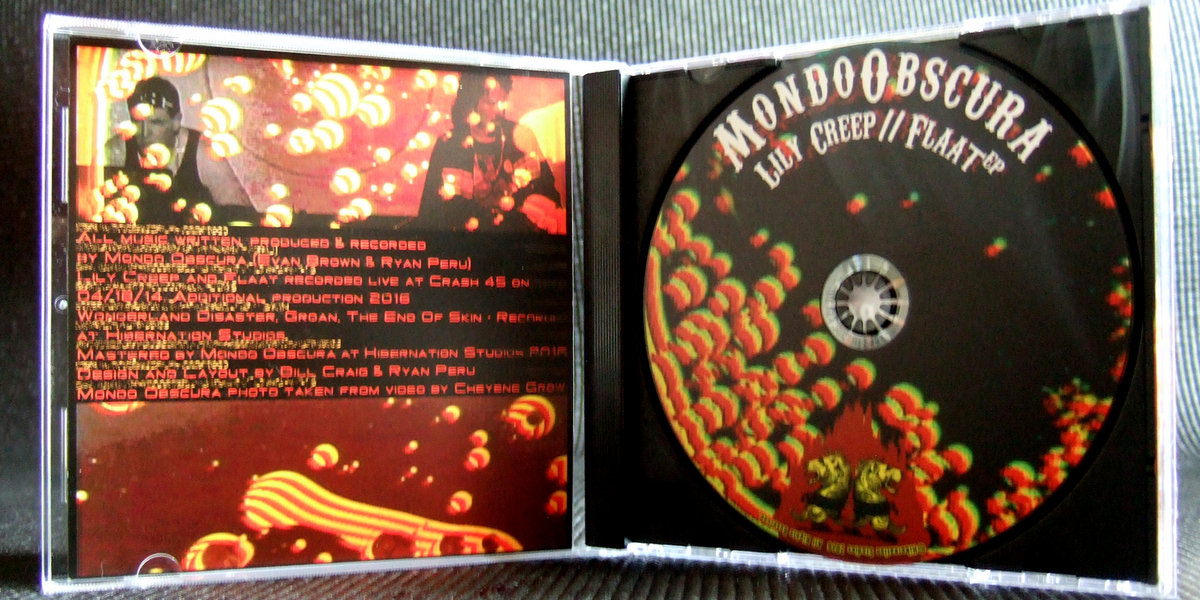 All music written, produced & recorded
by Mondo Obscura (Evan Brown & Ryan Peru)
Lily Creep and Flaat recorded live at Crash 45 on
04/18/14. Additional production 2016
Wonderland Disaster, Groan, The End Of Skin - 
at Hibernation Studios
Mastered by Mondo Obscura at Hibernation Studios
Design and Layout by Bill Craig & Ryan Peru
Mondo Obscura photo taken from video by Cheyene Grow
MondoObscura
Lily Creep // Flaat EP